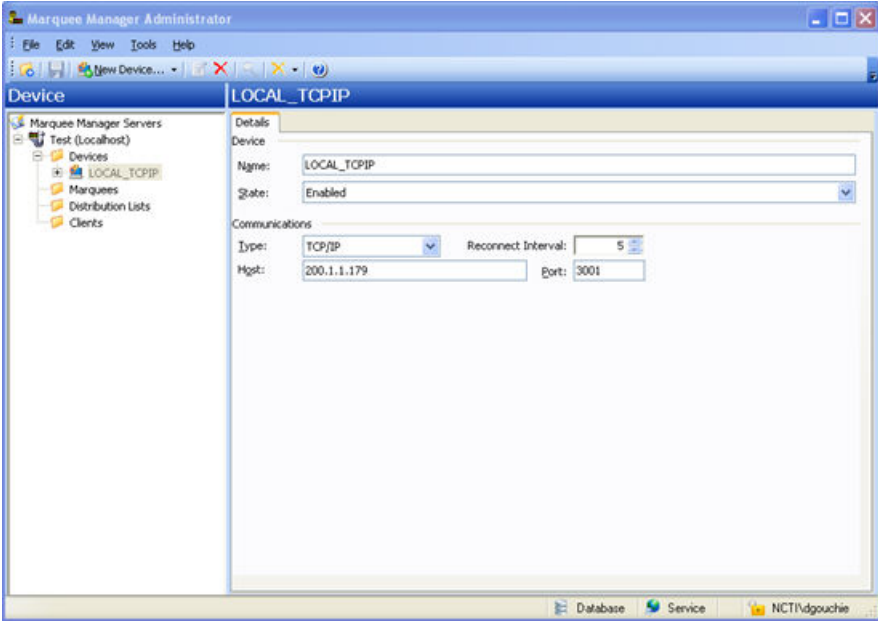 Marquee Manager Administrator
File Edit View Tools Help
New Device...
Device
LOCAL_TCPIP
Marquee Manager Servers
Test (Localhost)
Devices
LOCAL_TCPIP
Marquees
Distribution Lists
Clients
Details
Device
Name: LOCAL_TCPIP
State: Enabled
Communications
Type: TCP/IP Reconnect Interval: 5
Host: 200.1.1.179 Port: 3001
Database Service NCTI\dgouchie